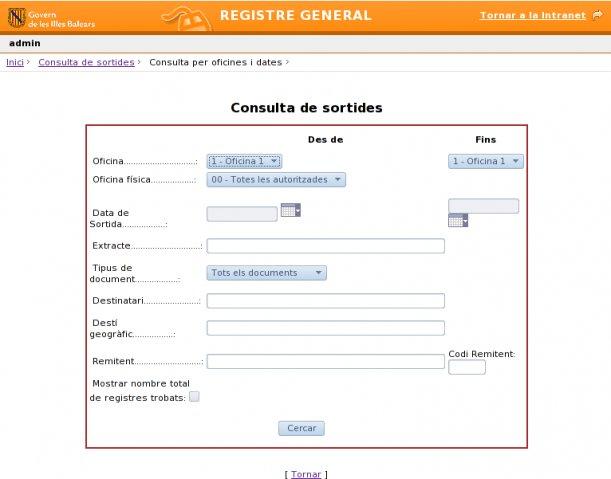 Govern
de les Illes Balears
REGISTRE GENERAL
Tornar a la Intranet
admin
Inici › Consulta de sortides › Consulta per oficines i dates ›
Consulta de sortides
Des de Fins
Oficina.............................: 1 - Oficina 1 1 - Oficina 1
Oficina física.................: 00 - Totes les autoritzades
Data de
Sortida.................:
Extracte............................:
Tipus de
document.................: Tots els documents
Destinatari......................:
Destí
geogràfic................:
Remitent...........................: Codi Remitent:
Mostrar nombre total
de registres trobats:
Cercar
[ Tornar ]